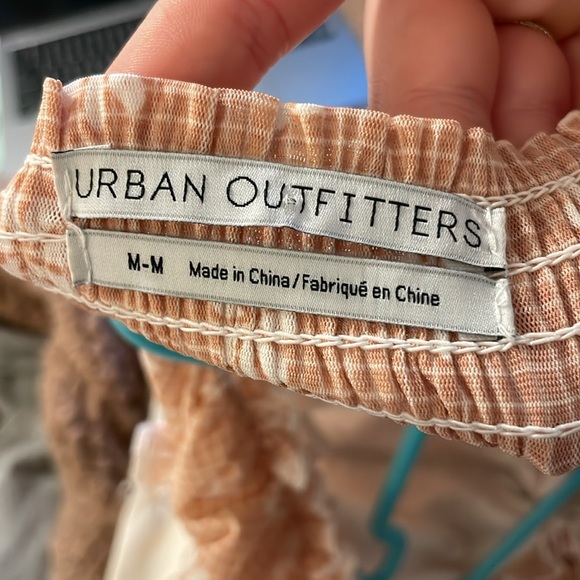 URBAN OUTFITTERS
M-M Made in China/Fabriqué en Chine